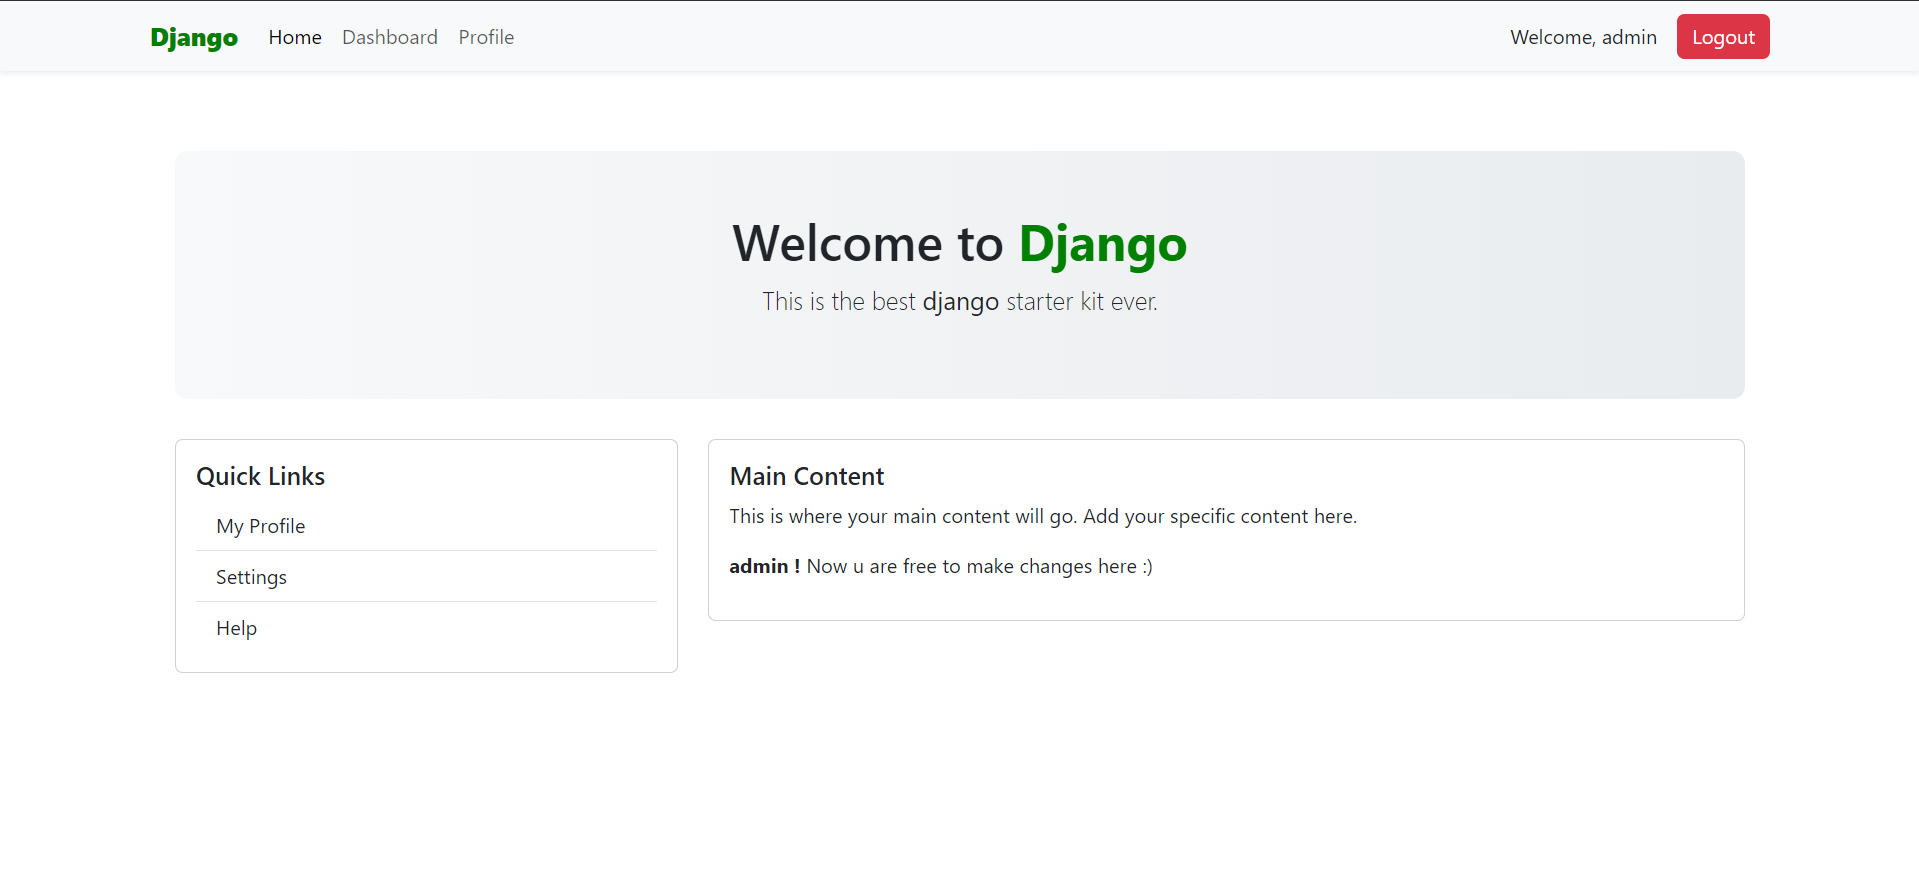 Django Home Dashboard Profile Welcome, admin Logout
Welcome to Django
This is the best django starter kit ever.
Quick Links
My Profile
Settings
Help
Main Content
This is where your main content will go. Add your specific content here.
admin ! Now u are free to make changes here :)